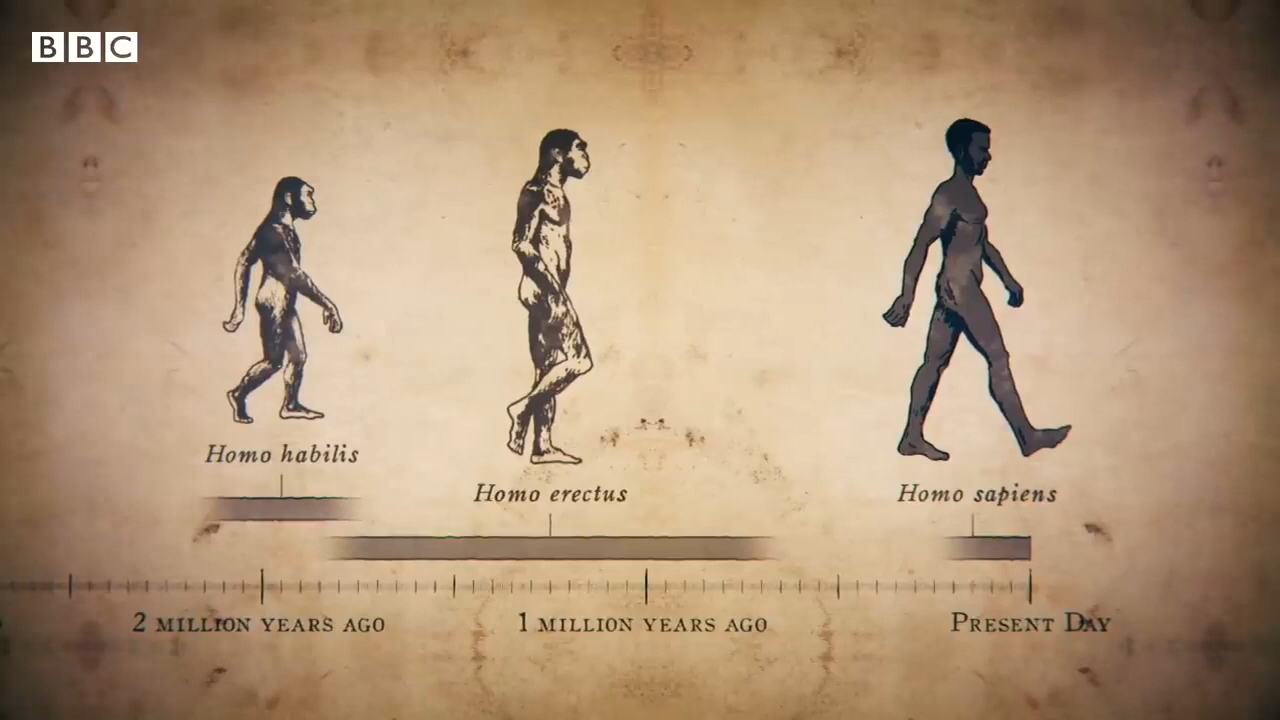 BBC
Homo habilis
Homo erectus
Homo sapiens
2 MILLION YEARS AGO
1 MILLION YEARS AGO
PRESENT DAY